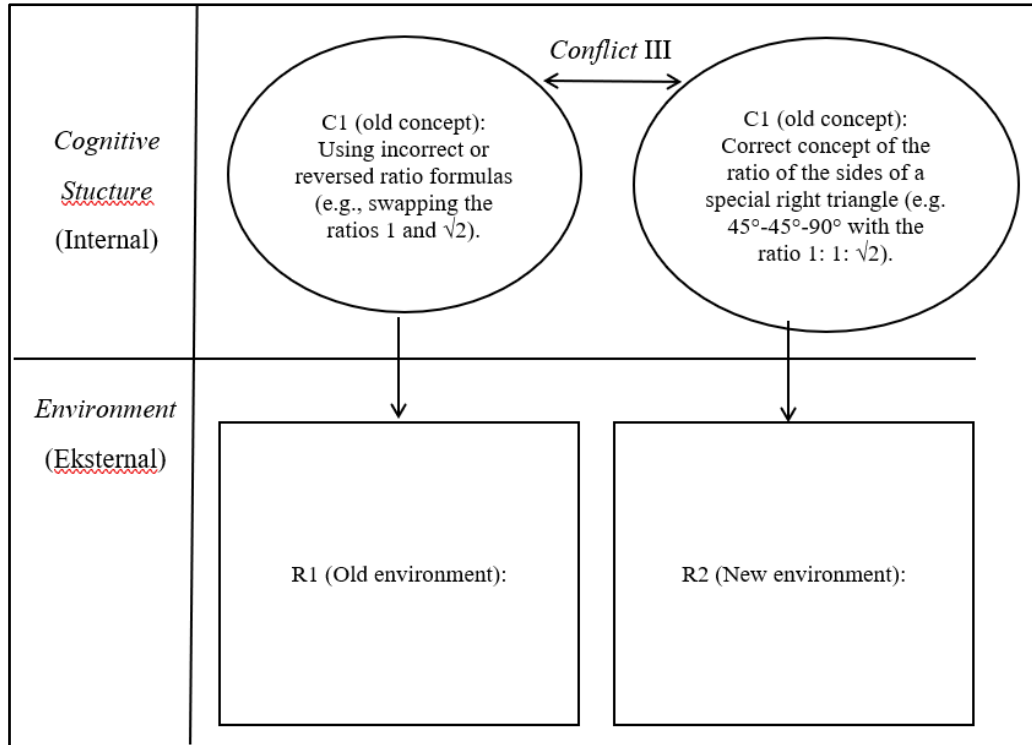 Conflict III
Cognitive
Stucture
(Internal)
C1 (old concept):
Using incorrect or
reversed ratio formulas
(e.g., swapping the
ratios 1 and √2).
C1 (old concept):
Correct concept of the
ratio of the sides of a
special right triangle (e.g.
45°-45°-90° with the
ratio 1: 1: √2).
Environment
(Eksternal)
R1 (Old environment):
R2 (New environment):